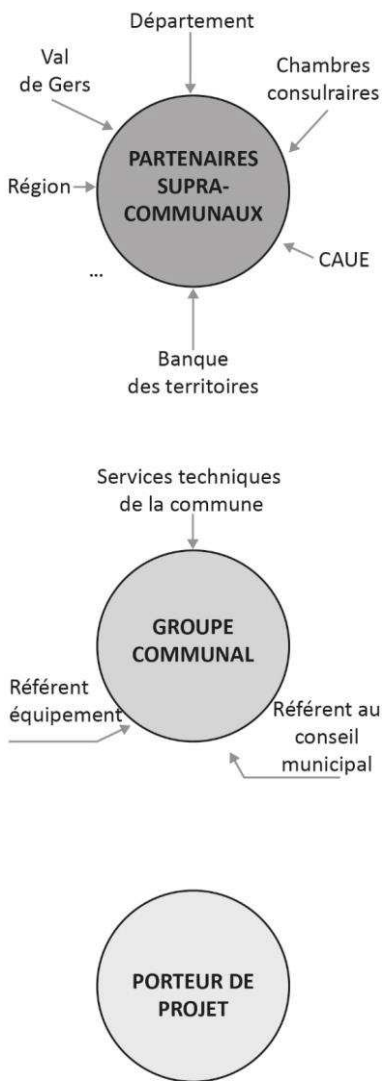 Département
Val
de Gers
Chambres
consulraires
PARTENAIRES
SUPRA-
COMMUNAUX
Région
CAUE
...
Banque
des territoires
Services techniques
de la commune
GROUPE
COMMUNAL
Référent
équipement
Référent au
conseil
municipal
PORTEUR DE
PROJET